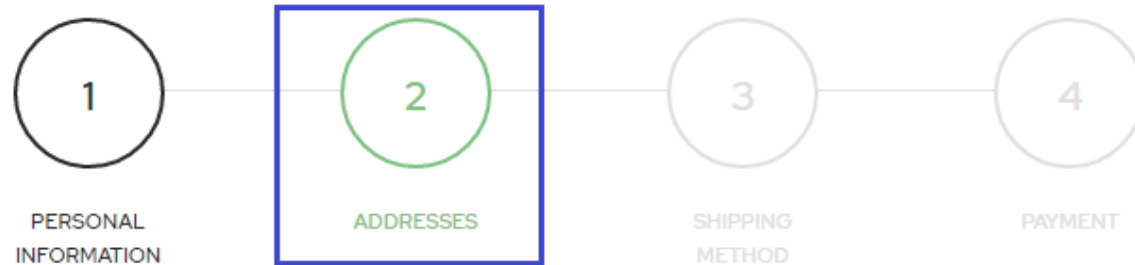 1
2
3
4
PERSONAL
INFORMATION
ADDRESSES
SHIPPING
METHOD
PAYMENT